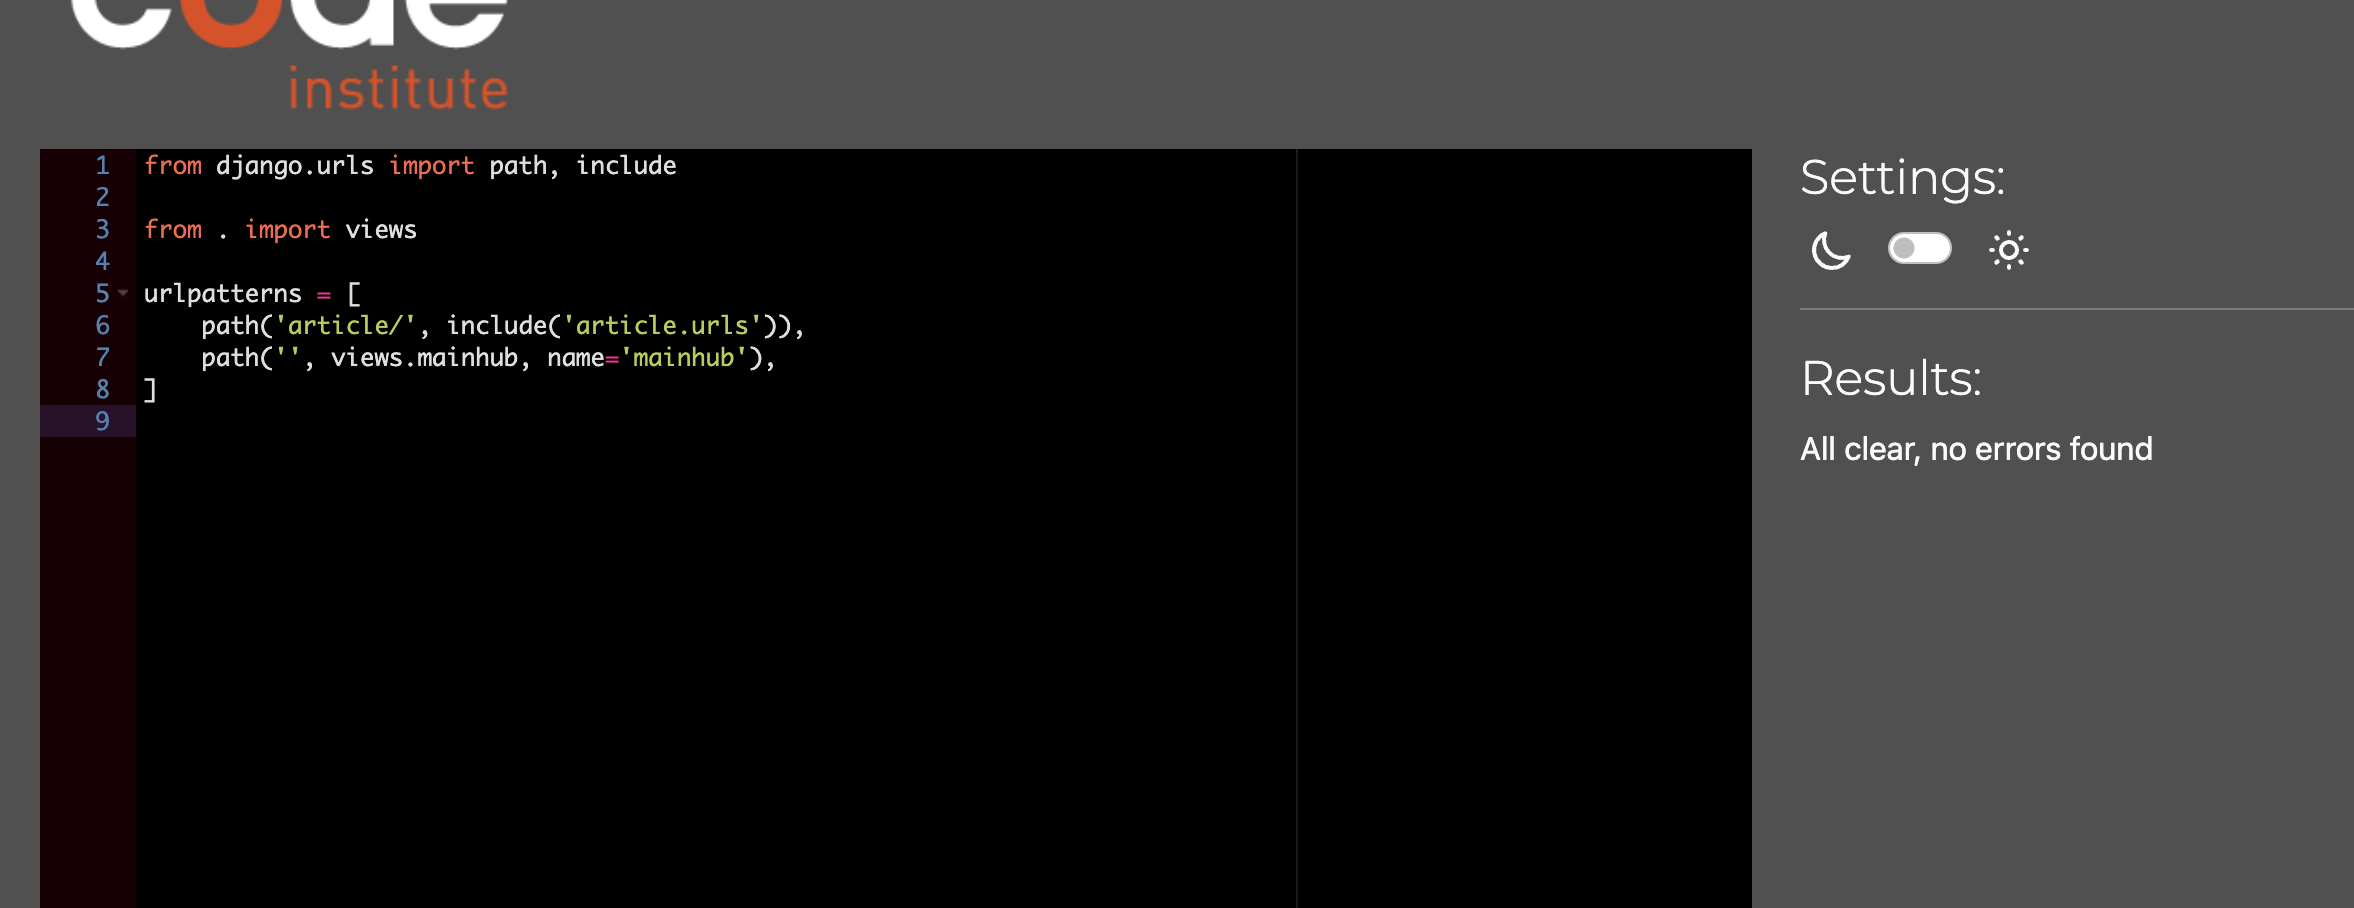 code
institute
1 from django.urls import path, include
2
3 from . import views
4
5 urlpatterns = [
6     path('article/', include('article.urls')),
7     path('', views.mainhub, name='mainhub'),
8 ]
9
Settings:
Results:
All clear, no errors found